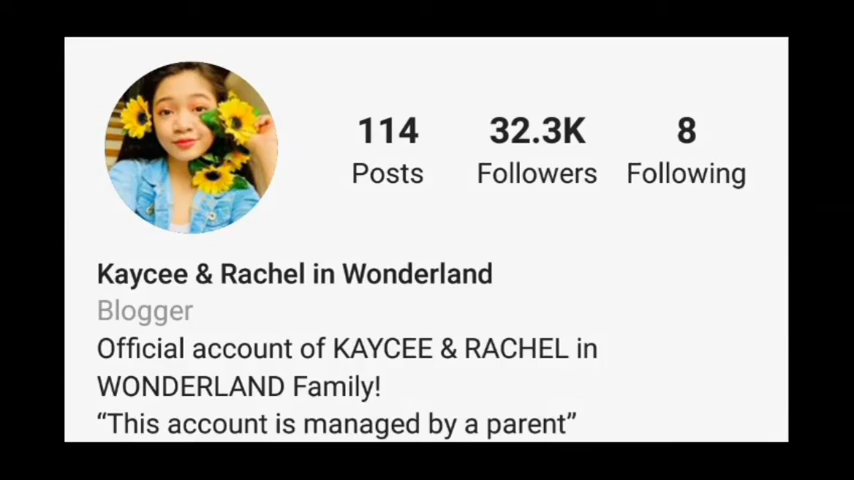 114 32.3K 8
Posts Followers Following
Kaycee & Rachel in Wonderland
Blogger
Official account of KAYCEE & RACHEL in
WONDERLAND Family!
“This account is managed by a parent”